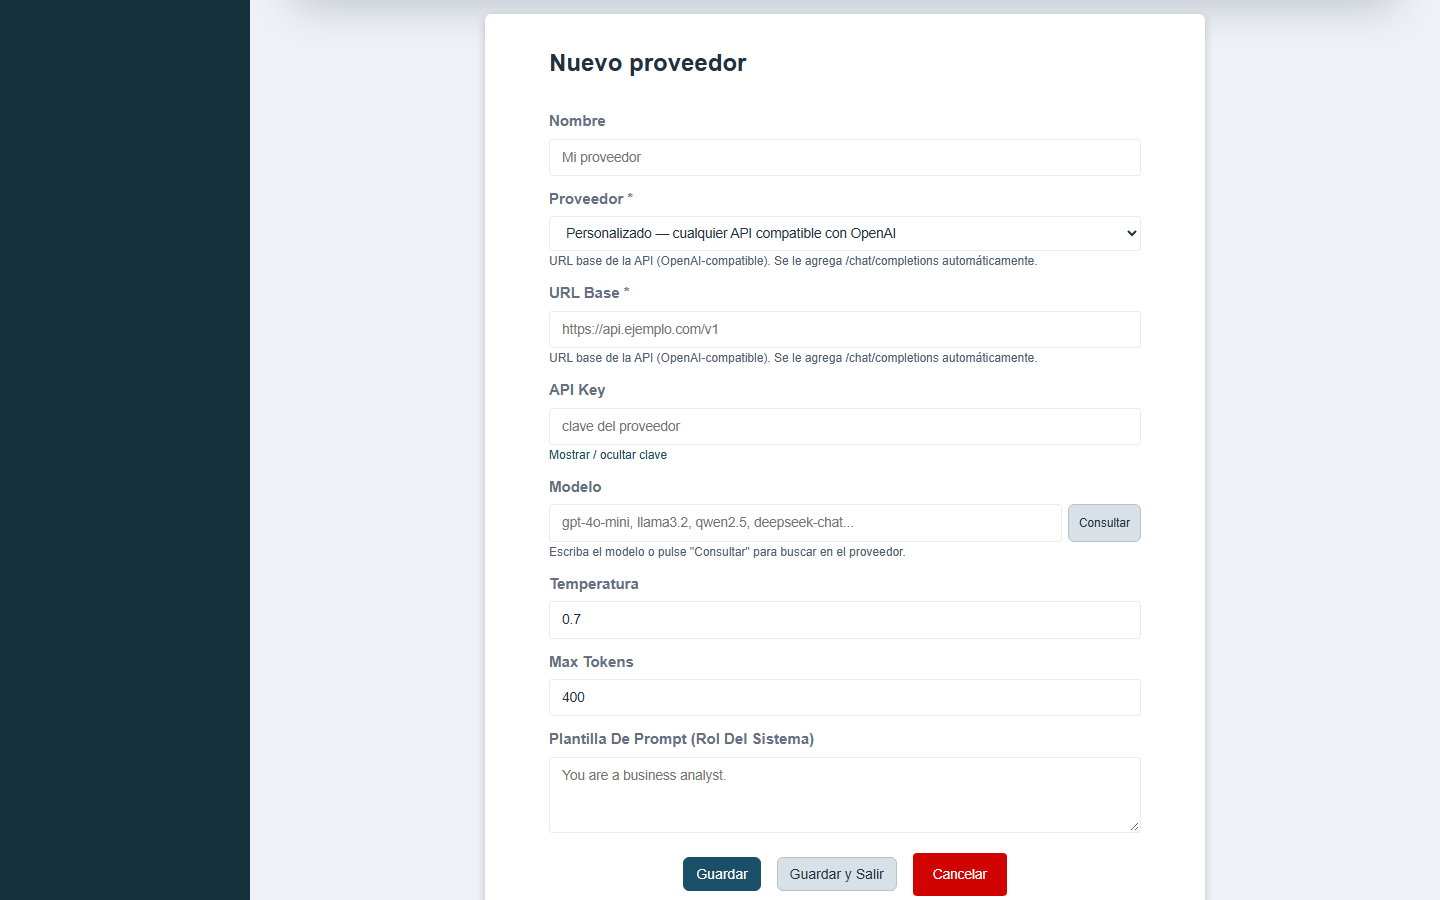 Nuevo proveedor
Nombre
Mi proveedor
Proveedor *
Personalizado — cualquier API compatible con OpenAI
URL base de la API (OpenAI-compatible). Se le agrega /chat/completions automáticamente.
URL Base *
https://api.ejemplo.com/v1
URL base de la API (OpenAI-compatible). Se le agrega /chat/completions automáticamente.
API Key
clave del proveedor
Mostrar / ocultar clave
Modelo
gpt-4o-mini, llama3.2, qwen2.5, deepseek-chat...
Consultar
Escriba el modelo o pulse "Consultar" para buscar en el proveedor.
Temperatura
0.7
Max Tokens
400
Plantilla De Prompt (Rol Del Sistema)
You are a business analyst.
Guardar
Guardar y Salir
Cancelar